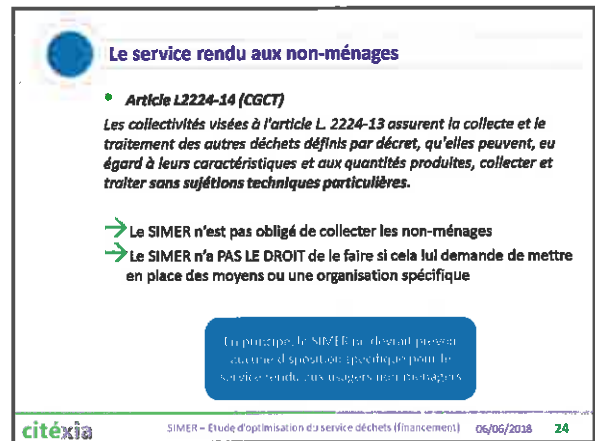 Le service rendu aux non-ménages
• Article L2224-14 (CGCT)
Les collectivités visées à l'article L. 2224-13 assurent la collecte et le
traitement des autres déchets définis par décret, qu'elles peuvent, eu
égard à leurs caractéristiques et aux quantités produites, collecter et
traiter sans sujétions techniques particulières.
→ Le SIMER n'est pas obligé de collecter les non-ménages
→ Le SIMER n'a PAS LE DROIT de le faire si cela lui demande de mettre
en place des moyens ou une organisation spécifique
En principe, le SIMER ne devrait prévoir
aucune disposition spécifique pour le
service rendu aux usagers non ménagers
citéxia
SIMER – Étude d'optimisation du service déchets (financement) 06/06/2018 24